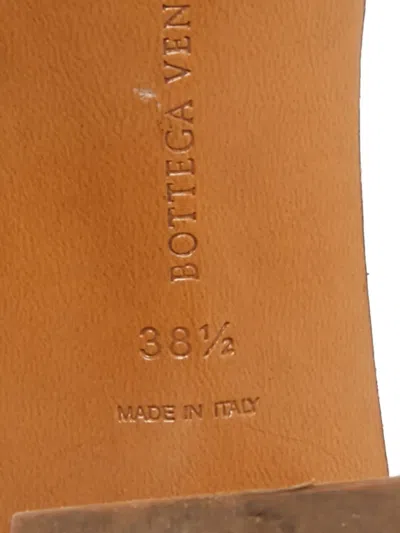 BOTTEGA VEN
38½
MADE IN ITALY